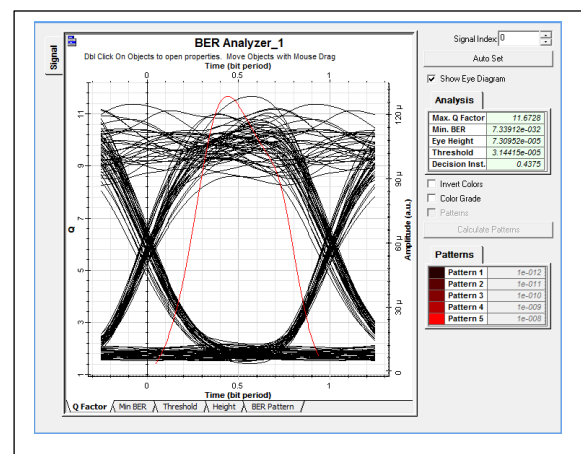 BER Analyzer_1
Dbl Click On Objects to open properties. Move Objects with Mouse Drag
Signal
Time (bit period)
0 0.5 1
Q
11
9
7
5
3
1
Amplitude (a.u.)
120 µ
90 µ
60 µ
30 µ
0
0 0.5 1
Time (bit period)
Q Factor Min BER Threshold Height BER Pattern
Signal Index: 0
Auto Set
Show Eye Diagram
Analysis
Max. Q Factor 11.6728
Min. BER 7.33912e-032
Eye Height 7.30952e-005
Threshold 3.14415e-005
Decision Inst. 0.4375
Invert Colors
Color Grade
Patterns
Calculate Patterns
Patterns
Pattern 1 1e-012
Pattern 2 1e-011
Pattern 3 1e-010
Pattern 4 1e-009
Pattern 5 1e-008